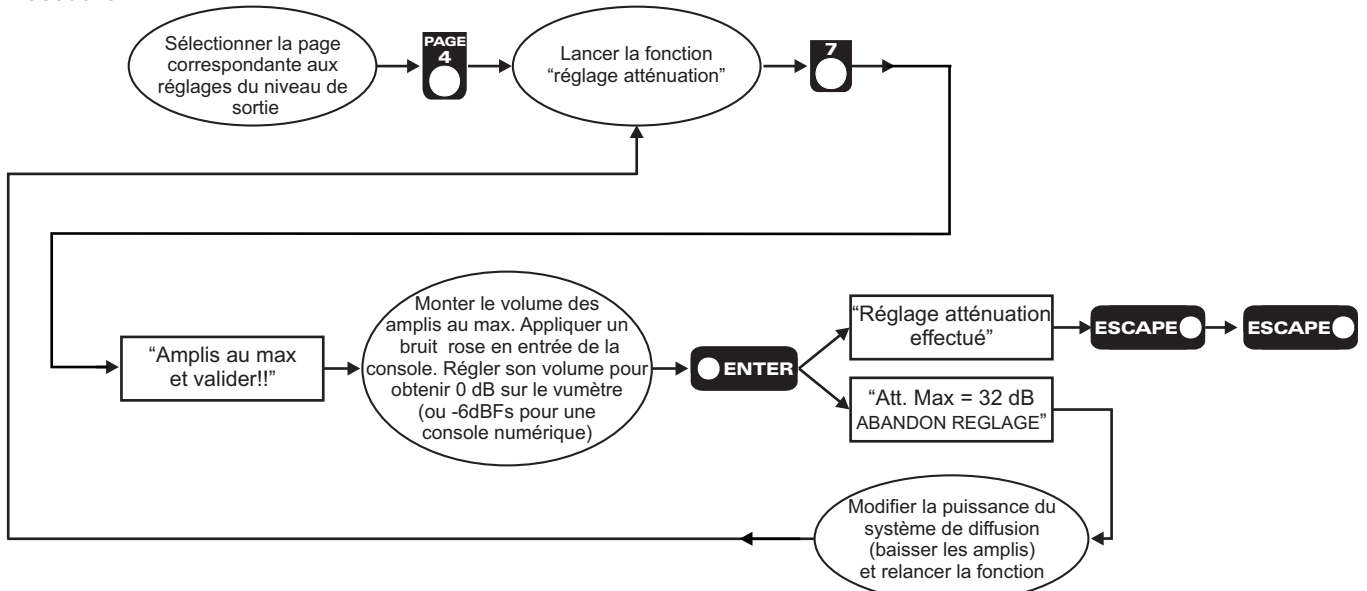 Sélectionner la page
correspondante aux
réglages du niveau de
sortie
PAGE
4
Lancer la fonction
“réglage atténuation”
7
“Amplis au max
et valider!!”
Monter le volume des
amplis au max. Appliquer un
bruit rose en entrée de la
console. Régler son volume pour
obtenir 0 dB sur le vumètre
(ou -6dBFs pour une
console numérique)
ENTER
“Réglage atténuation
effectué”
ESCAPE
ESCAPE
“Att. Max = 32 dB
ABANDON REGLAGE”
Modifier la puissance du
système de diffusion
(baisser les amplis)
et relancer la fonction